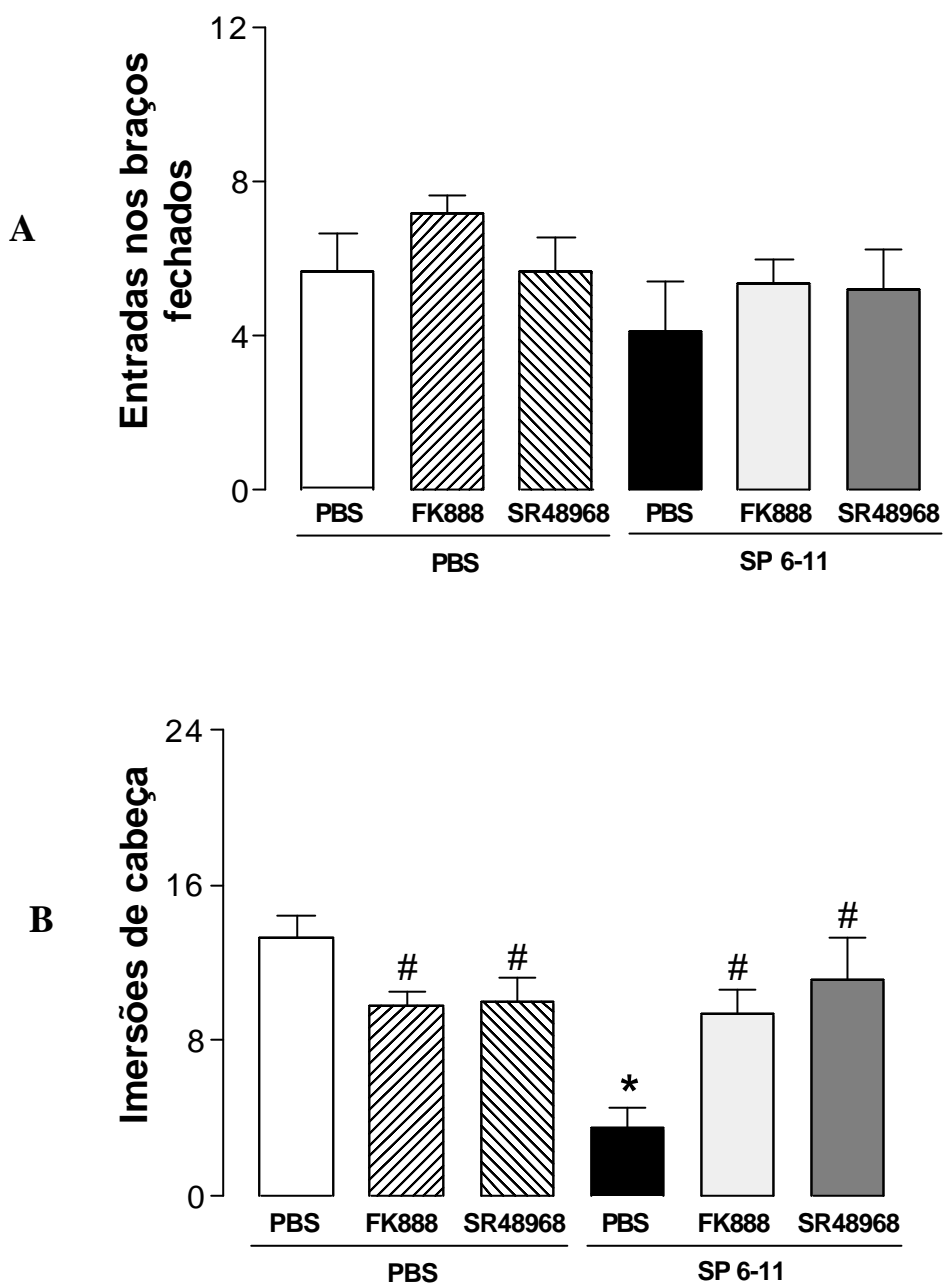 A
Entradas nos braços
fechados
12
8
4
0
PBS FK888 SR48968 PBS FK888 SR48968
PBS SP 6-11
B
Imersões de cabeça
24
16
8
0
# # * # #
PBS FK888 SR48968 PBS FK888 SR48968
PBS SP 6-11